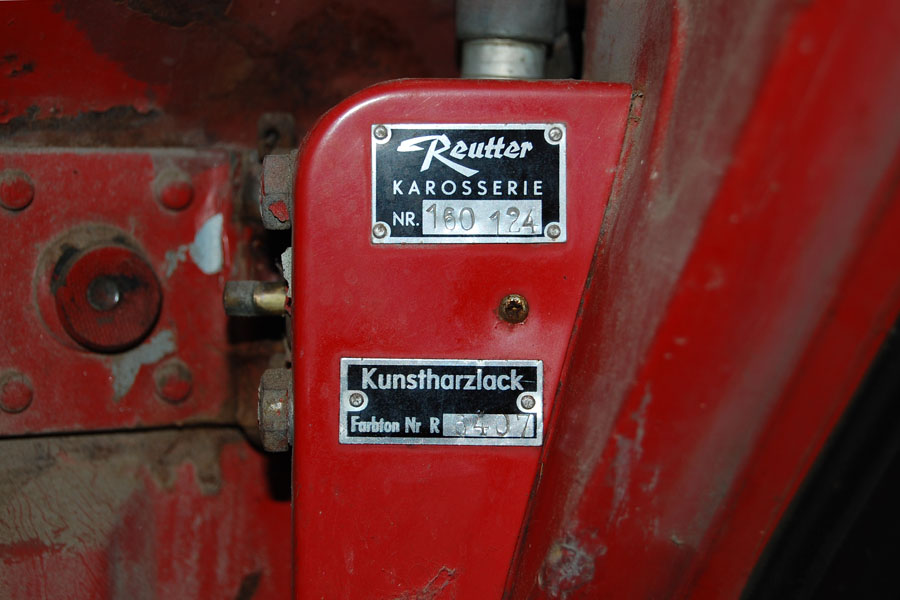 Reutter
KAROSSERIE
NR. 160 124
Kunstharzlack
Farbton Nr R 6407